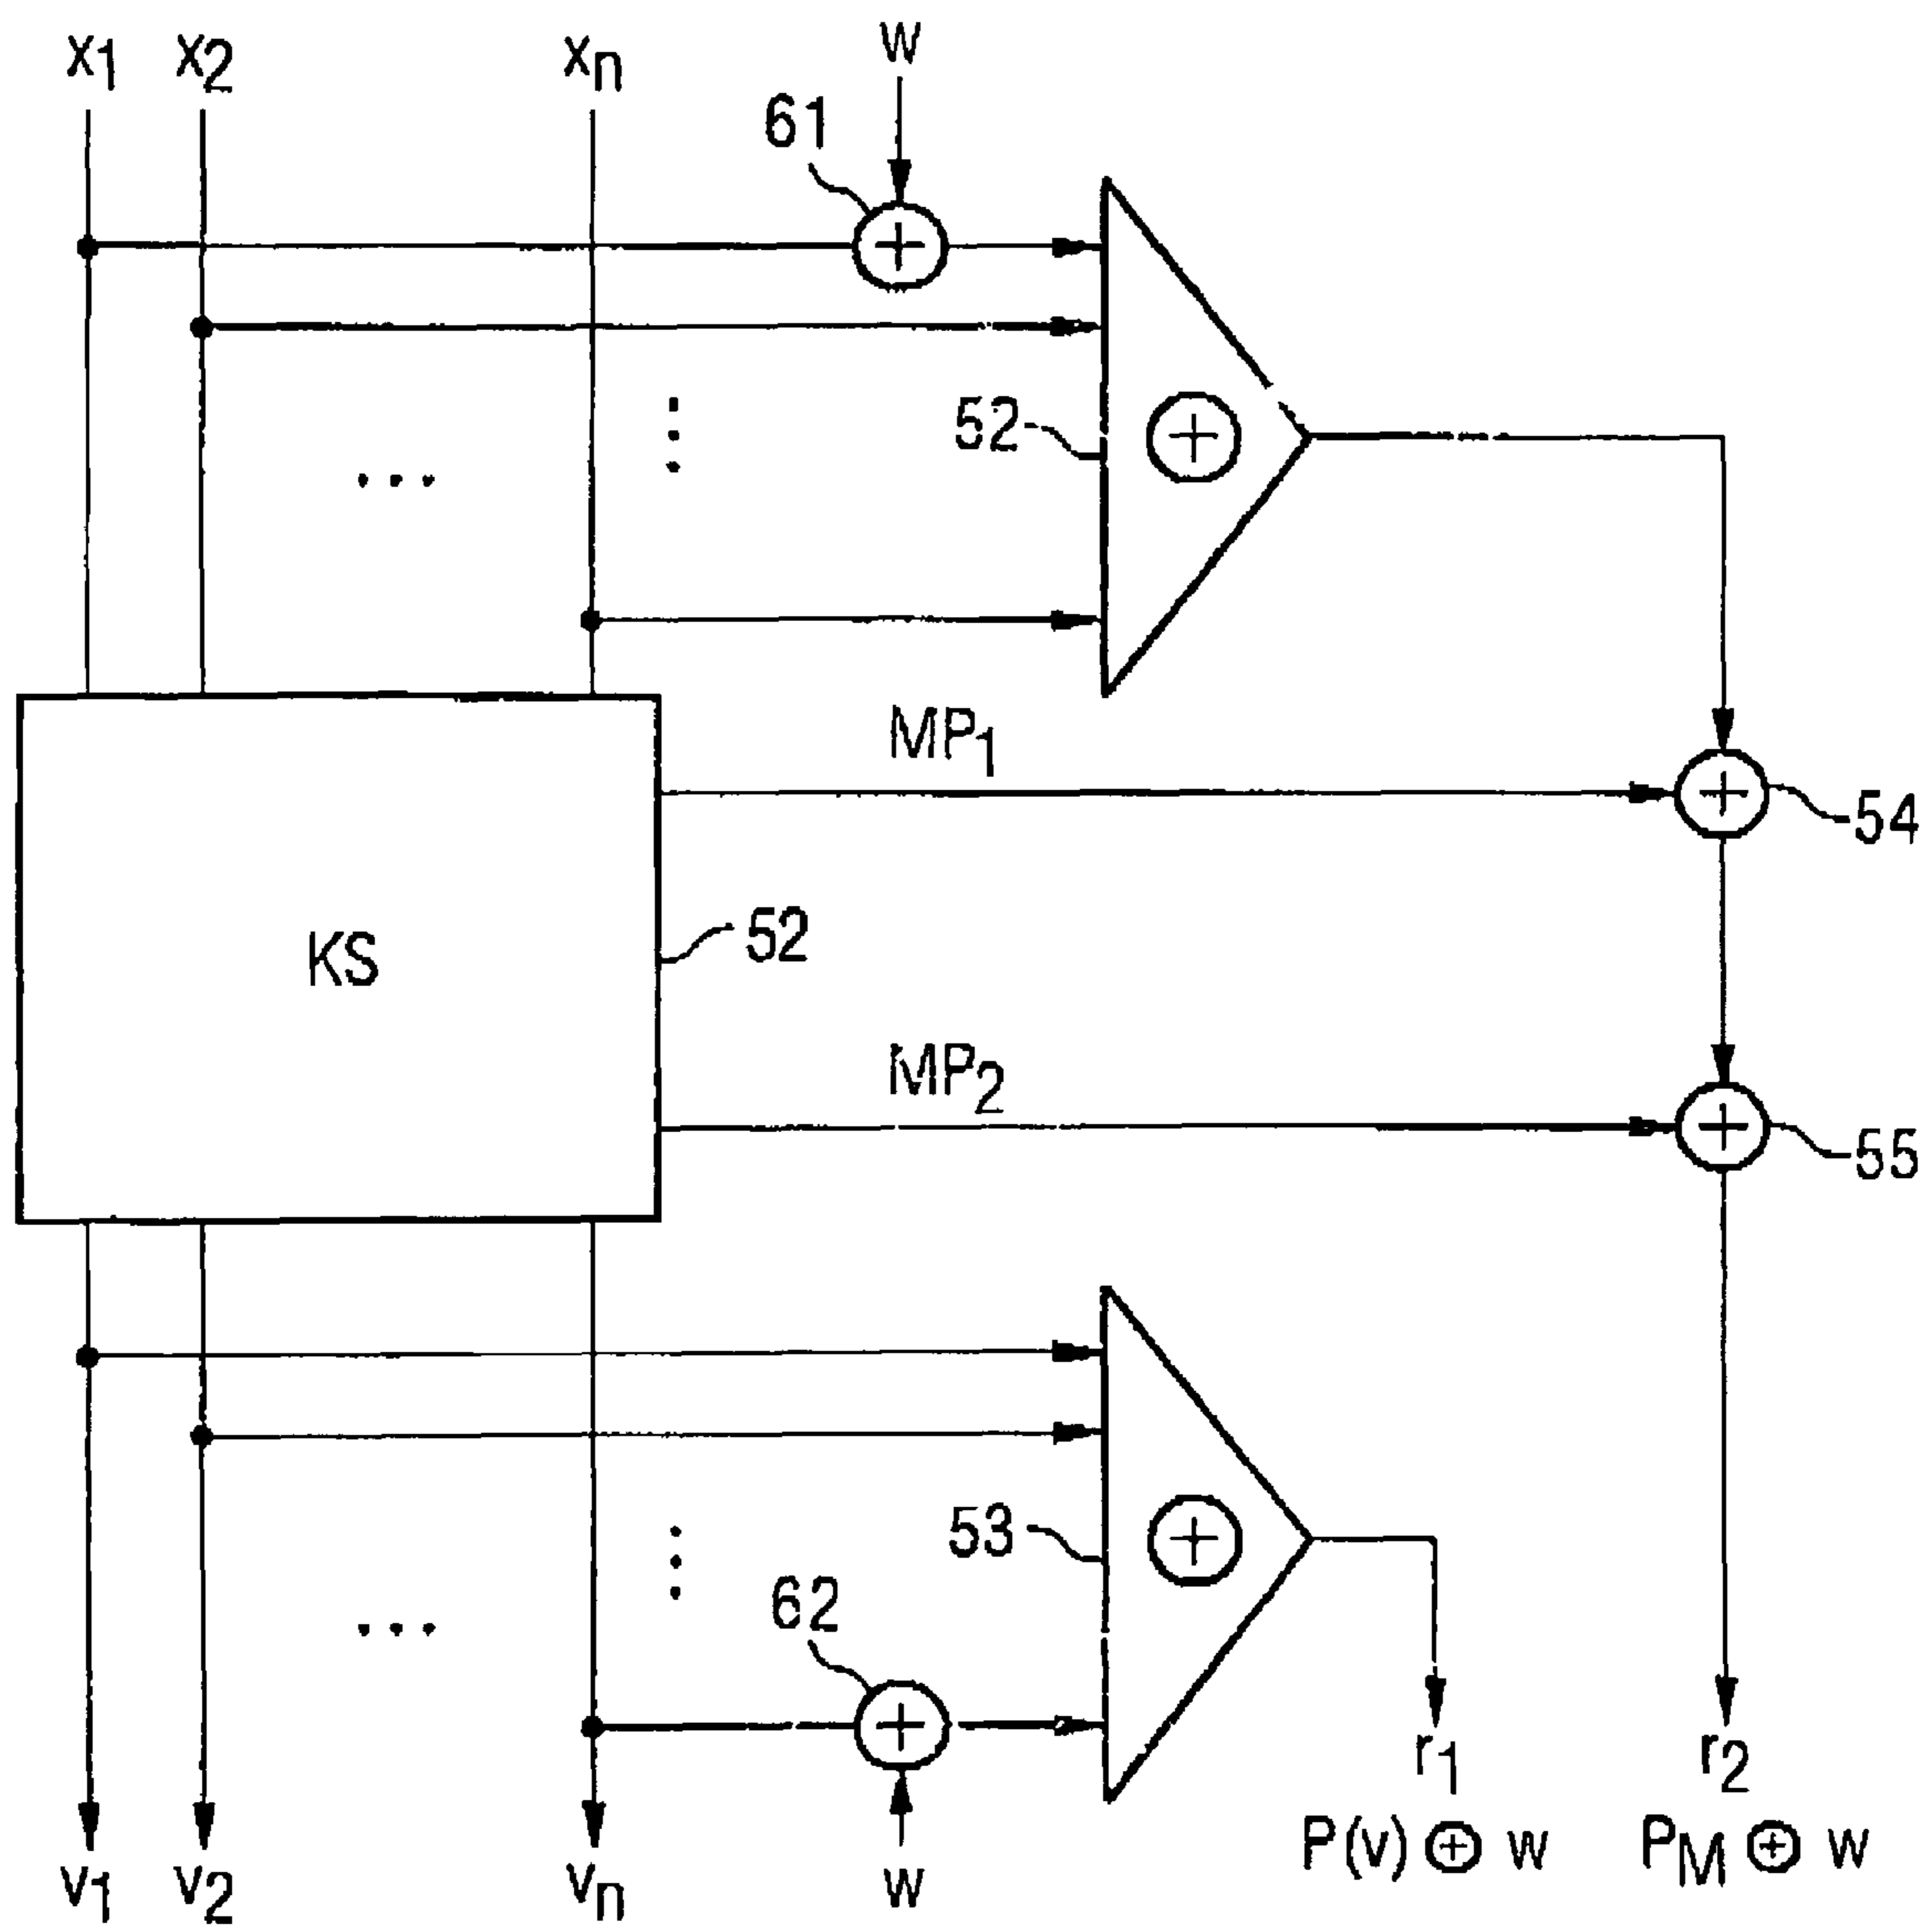 x1 x2 xn w
61
52
MP1
54
KS
52
MP2
55
53
62
r1 r2
P(v) ⊕ w PM ⊕ w
v1 v2 vn w